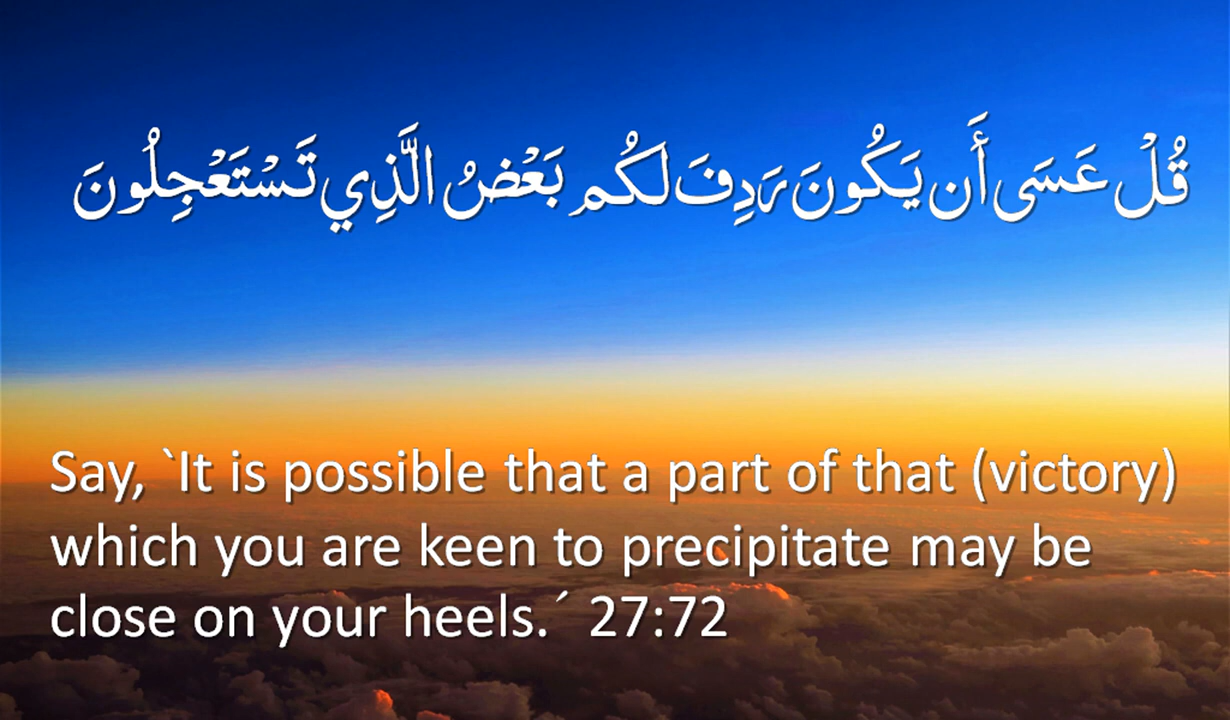 قُلْ عَسَى أَن يَكُونَ رَدِفَ لَكُم بَعْضُ الَّذِي تَسْتَعْجِلُونَ
Say, `It is possible that a part of that (victory)
which you are keen to precipitate may be
close on your heels.´ 27:72